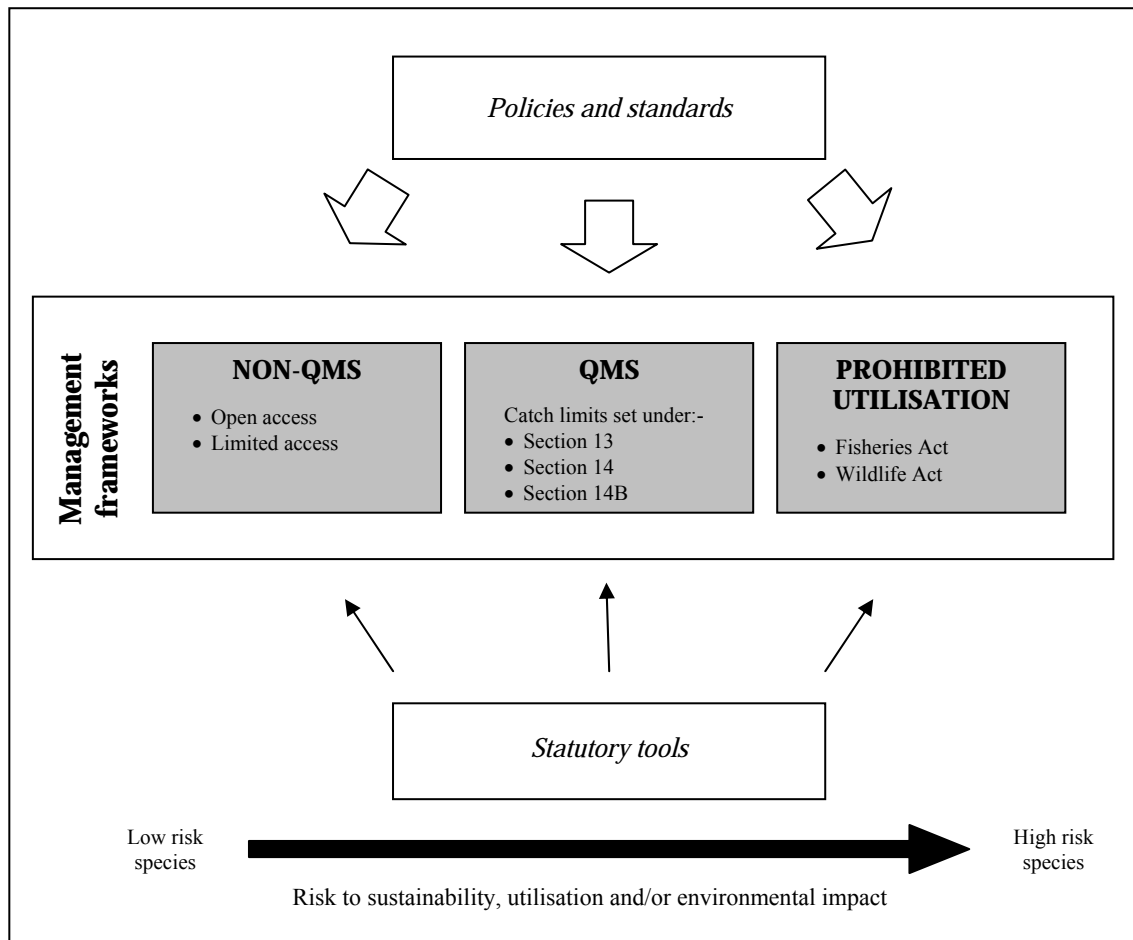 Policies and standards
Management
frameworks
NON-QMS
• Open access
• Limited access
QMS
Catch limits set under:-
• Section 13
• Section 14
• Section 14B
PROHIBITED
UTILISATION
• Fisheries Act
• Wildlife Act
Statutory tools
Low risk
species
High risk
species
Risk to sustainability, utilisation and/or environmental impact